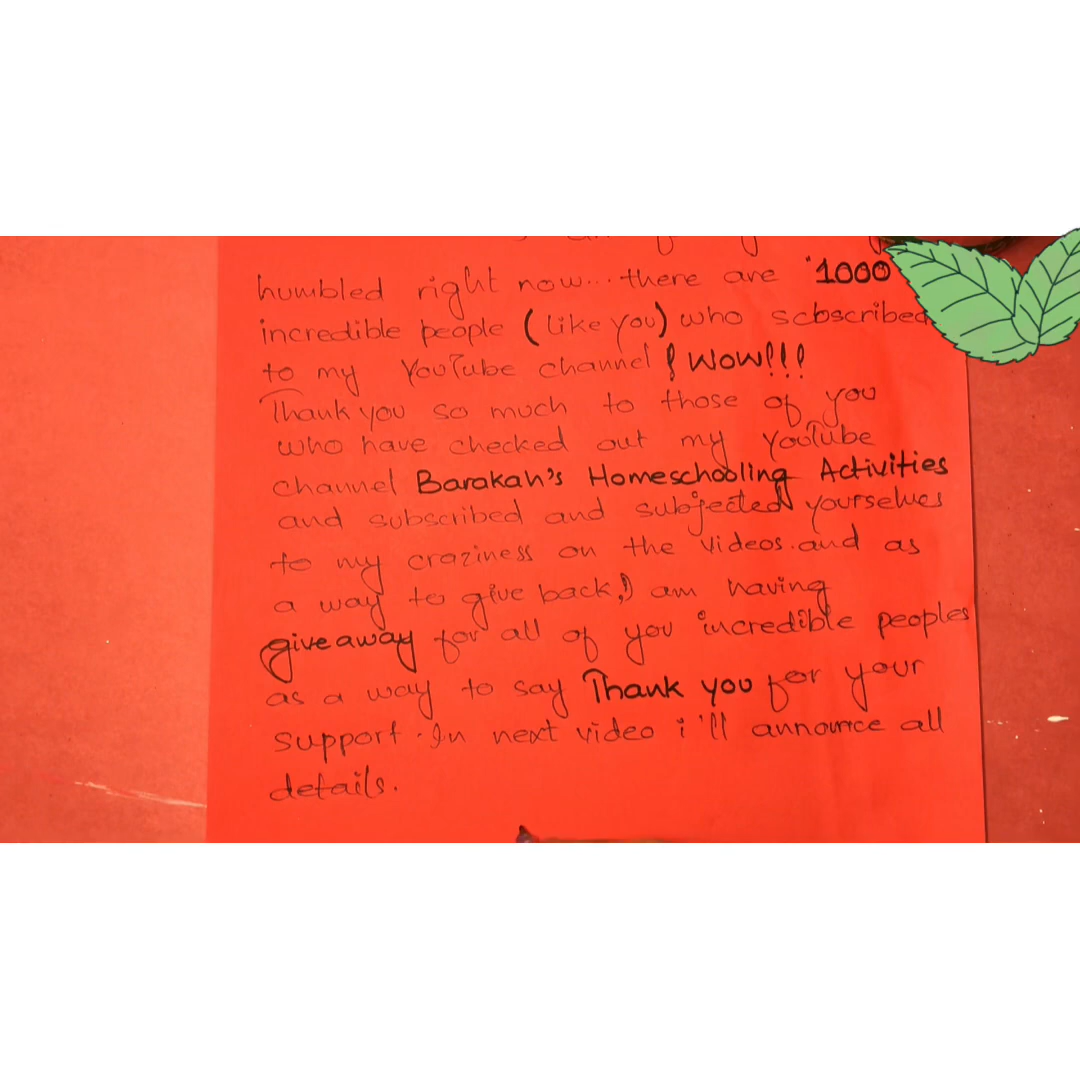 humbled right now... there are "1000
incredible people (like you) who scbscribed
to my YouTube channel! WOW!!!
Thank you so much to those of you
who have checked out my YouTube
channel Barakah's Homeschooling Activities
and subscribed and subjected yourselves
to my craziness on the videos. and as
a way to give back, I am having
giveaway for all of you incredible peoples
as a way to say Thank you for your
support. In next video i'll announce all
details.